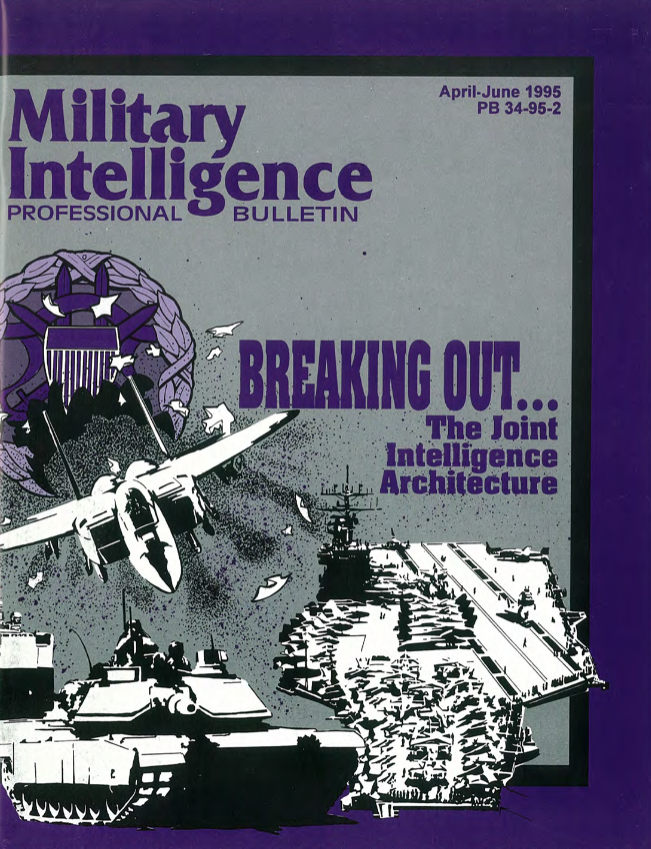 April-June 1995
PB 34-95-2
Military
Intelligence
PROFESSIONAL BULLETIN
BREAKING OUT...
The Joint
Intelligence
Architecture